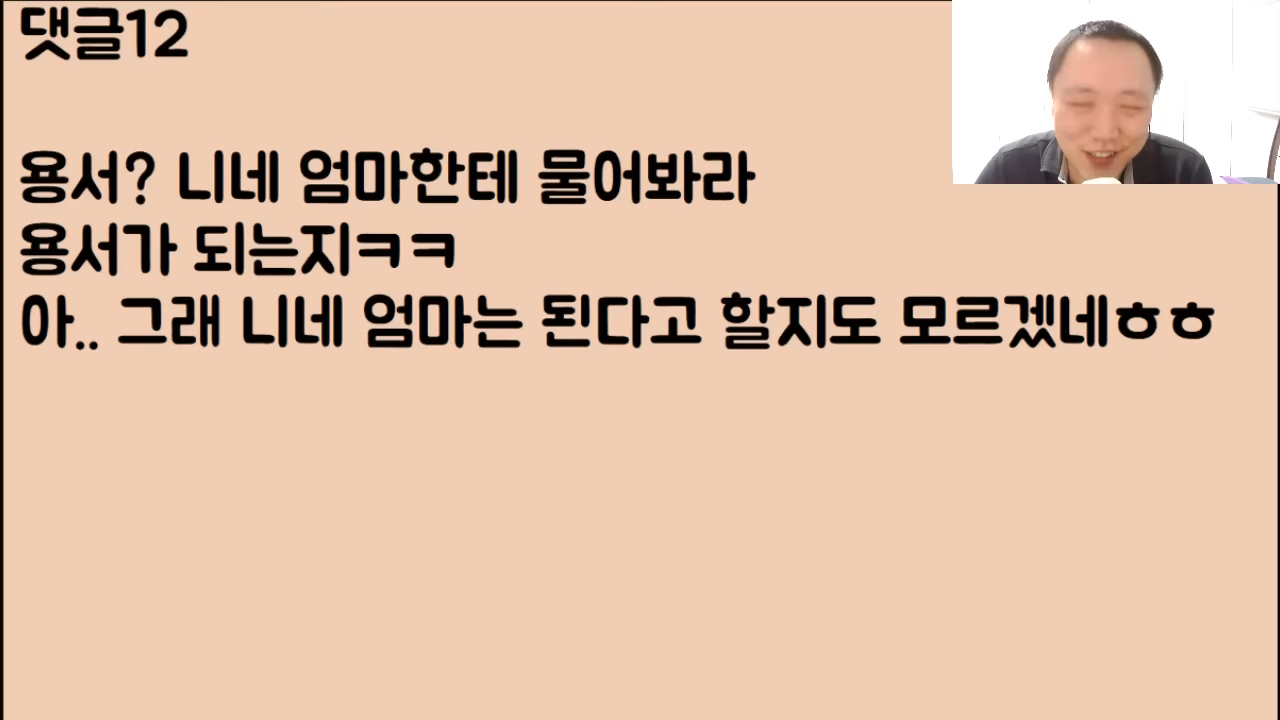 댓글12
용서? 니네 엄마한테 물어봐라
용서가 되는지ㅋㅋ
아.. 그래 니네 엄마는 된다고 할지도 모르겠네ㅎㅎ